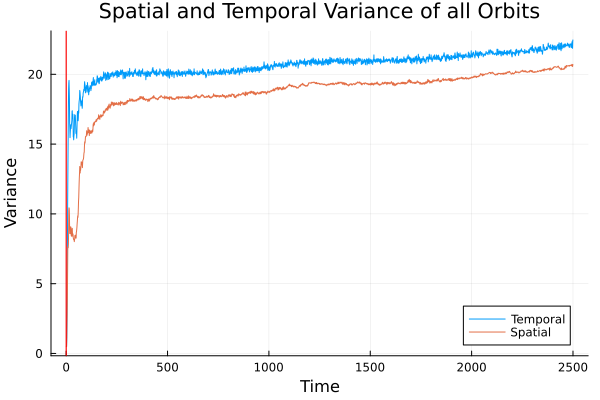 Spatial and Temporal Variance of all Orbits
Variance
20
15
10
5
0
Temporal
Spatial
0 500 1000 1500 2000 2500
Time